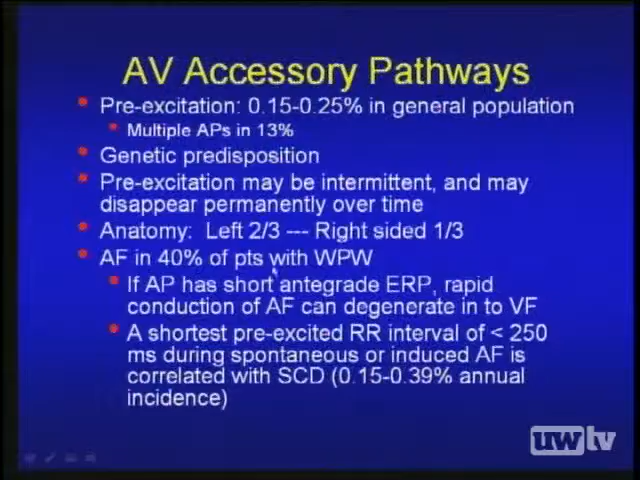 AV Accessory Pathways
• Pre-excitation: 0.15-0.25% in general population
• Multiple APs in 13%
• Genetic predisposition
• Pre-excitation may be intermittent, and may
disappear permanently over time
• Anatomy: Left 2/3 --- Right sided 1/3
• AF in 40% of pts with WPW
• If AP has short antegrade ERP, rapid
conduction of AF can degenerate in to VF
• A shortest pre-excited RR interval of < 250
ms during spontaneous or induced AF is
correlated with SCD (0.15-0.39% annual
incidence)
uwtv